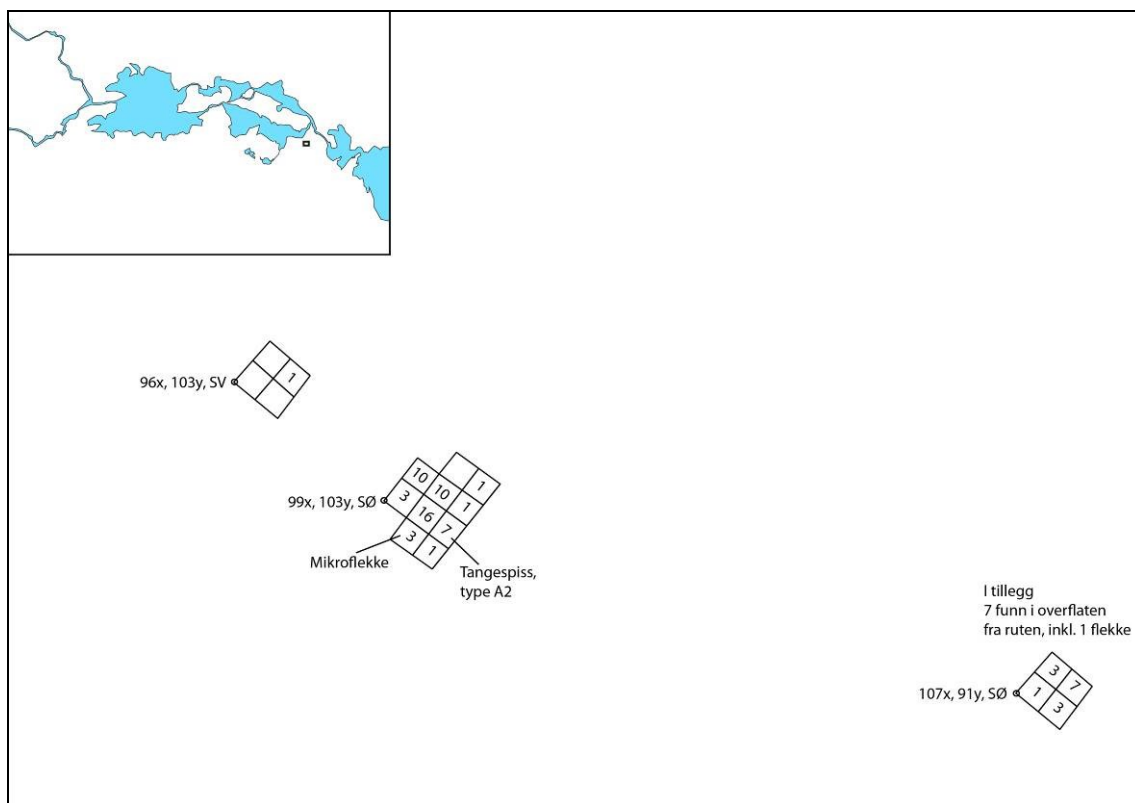 96x, 103y, SV
1
99x, 103y, SØ
10
10
1
3
16
1
3
7
1
Mikroflekke
Tangespiss,
type A2
I tillegg
7 funn i overflaten
fra ruten, inkl. 1 flekke
107x, 91y, SØ
3
7
1
3